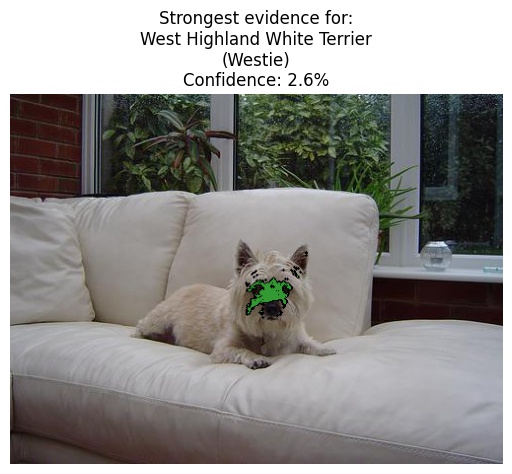 Strongest evidence for:
West Highland White Terrier
(Westie)
Confidence: 2.6%